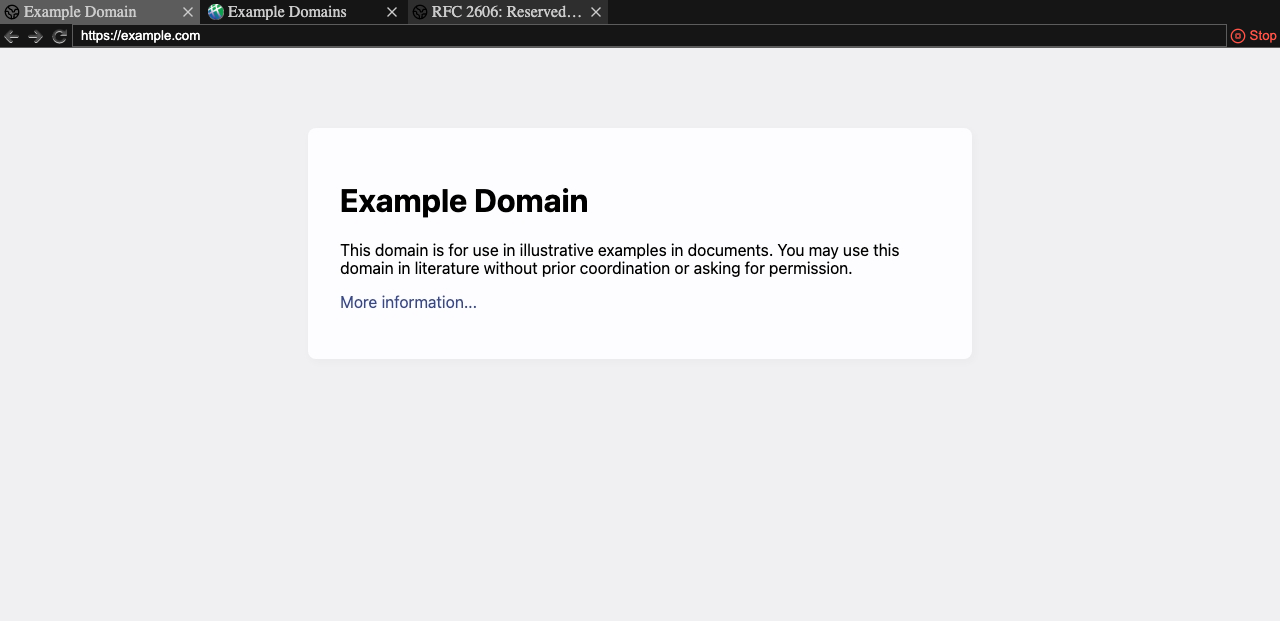 Example Domain
Example Domains
RFC 2606: Reserved...
https://example.com
Stop
Example Domain
This domain is for use in illustrative examples in documents. You may use this
domain in literature without prior coordination or asking for permission.
More information...